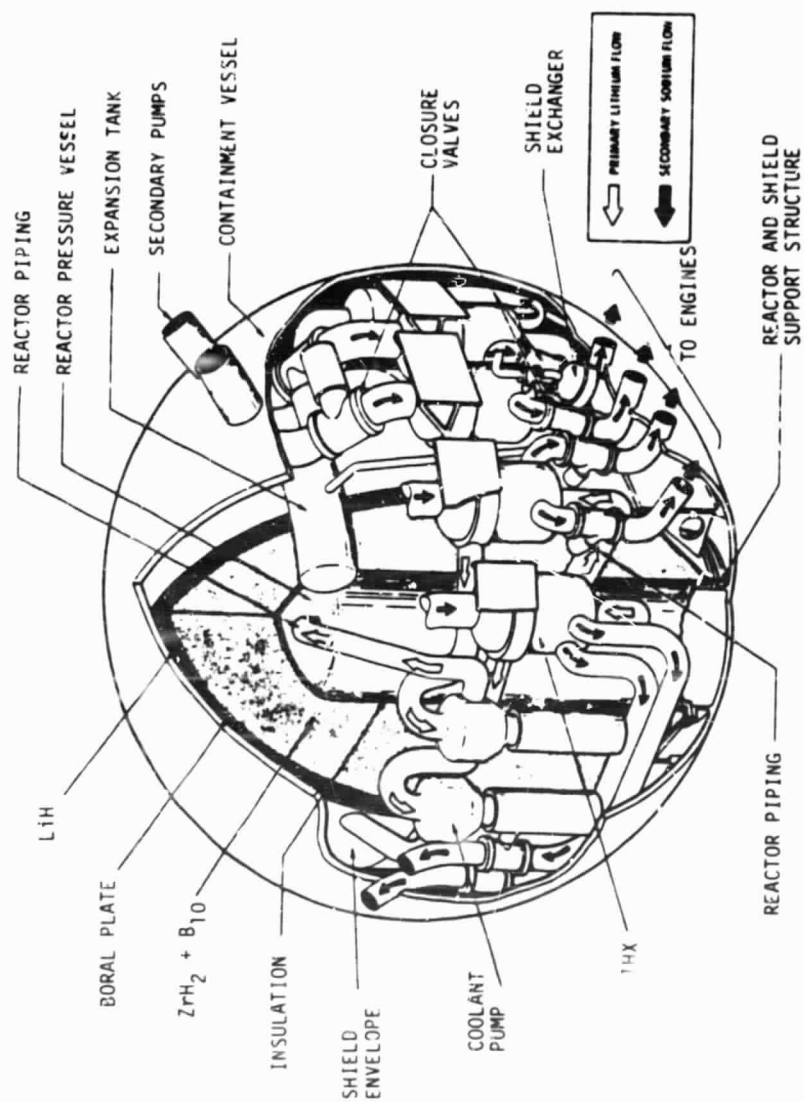 LiH
BORAL PLATE
ZrH2 + B10
INSULATION
SHIELD
ENVELOPE
COOLANT
PUMP
REACTOR PIPING
REACTOR PRESSURE VESSEL
EXPANSION TANK
SECONDARY PUMPS
CONTAINMENT VESSEL
CLOSURE
VALVES
SHIELD
EXCHANGER
PRIMARY LITHIUM FLOW
SECONDARY SODIUM FLOW
TO ENGINES
REACTOR AND SHIELD
SUPPORT STRUCTURE
REACTOR PIPING